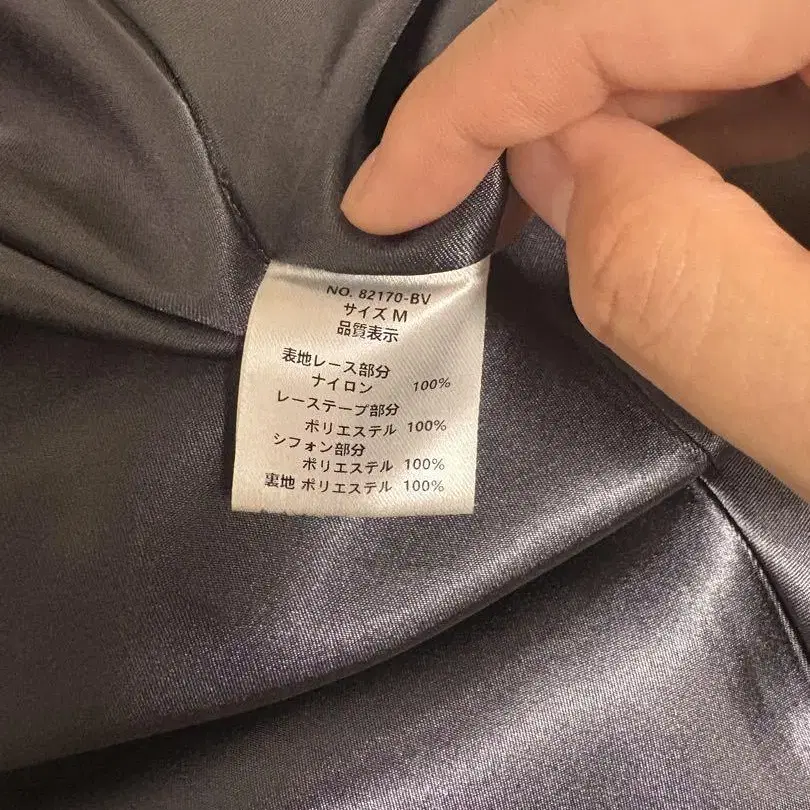 NO. 82170-BV
サイズ M
品質表示
表地レース部分
ナイロン 100%
レーステープ部分
ポリエステル 100%
シフォン部分
ポリエステル 100%
裏地 ポリエステル 100%